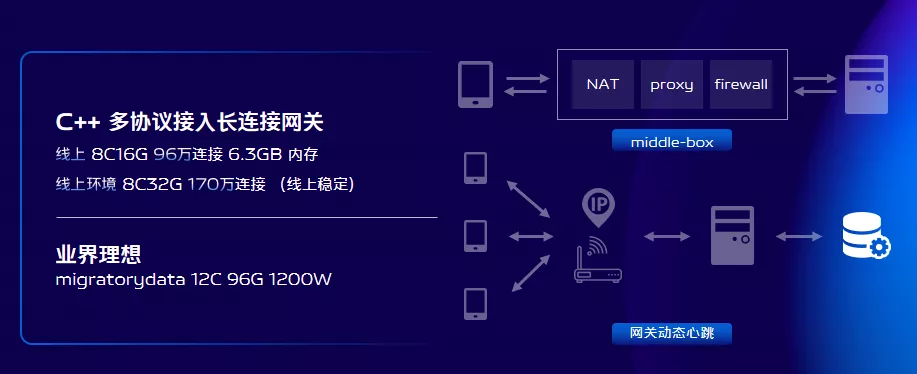 C++ 多协议接入长连接网关
线上 8C16G 96万连接 6.3GB 内存
线上环境 8C32G 170万连接 （线上稳定）
业界理想
migratorydata 12C 96G 1200W
NAT
proxy
firewall
middle-box
IP
网关动态心跳